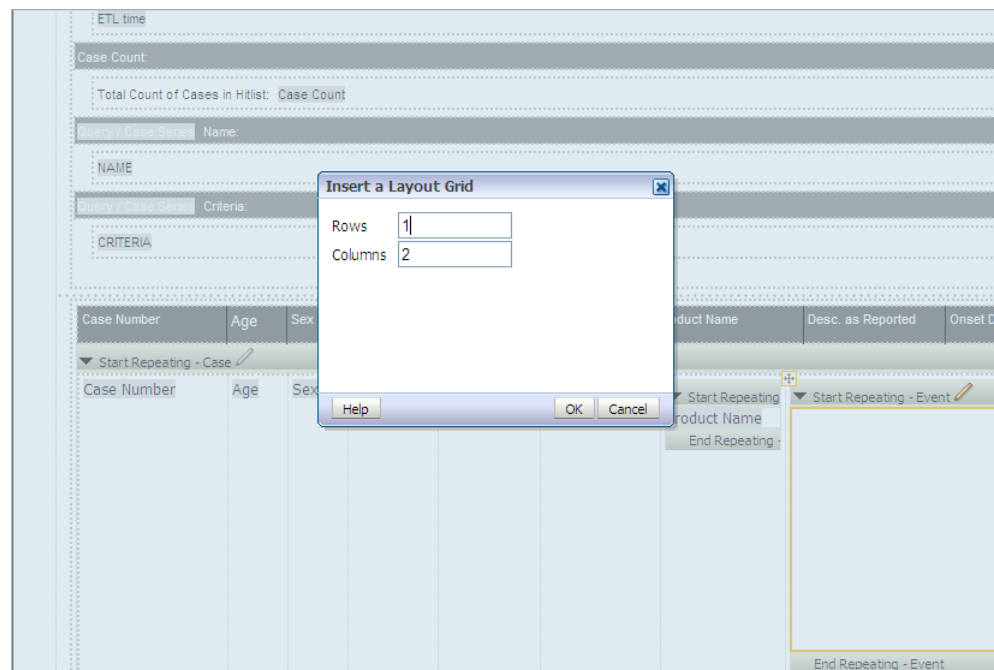 ETL time
Case Count:
Total Count of Cases in Hitlist: Case Count
Query / Case Series Name:
NAME
Query / Case Series Criteria:
CRITERIA
Insert a Layout Grid
Rows 1
Columns 2
Help OK Cancel
Case Number Age Sex duct Name Desc. as Reported Onset D
Start Repeating - Case
Case Number Age Sex Start Repeating Start Repeating - Event
roduct Name
End Repeating -
End Repeating - Event